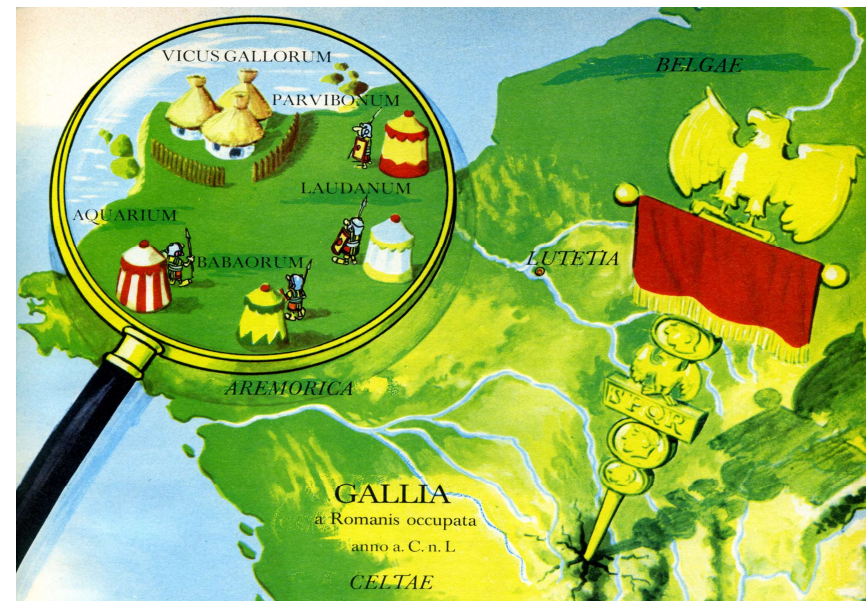 VICUS GALLORUM
PARVIBONUM
LAUDANUM
AQUARIUM
BABAORUM
BELGAE
LUTETIA
AREMORICA
SPQR
GALLIA
a Romanis occupata
anno a. C. n. L
CELTAE